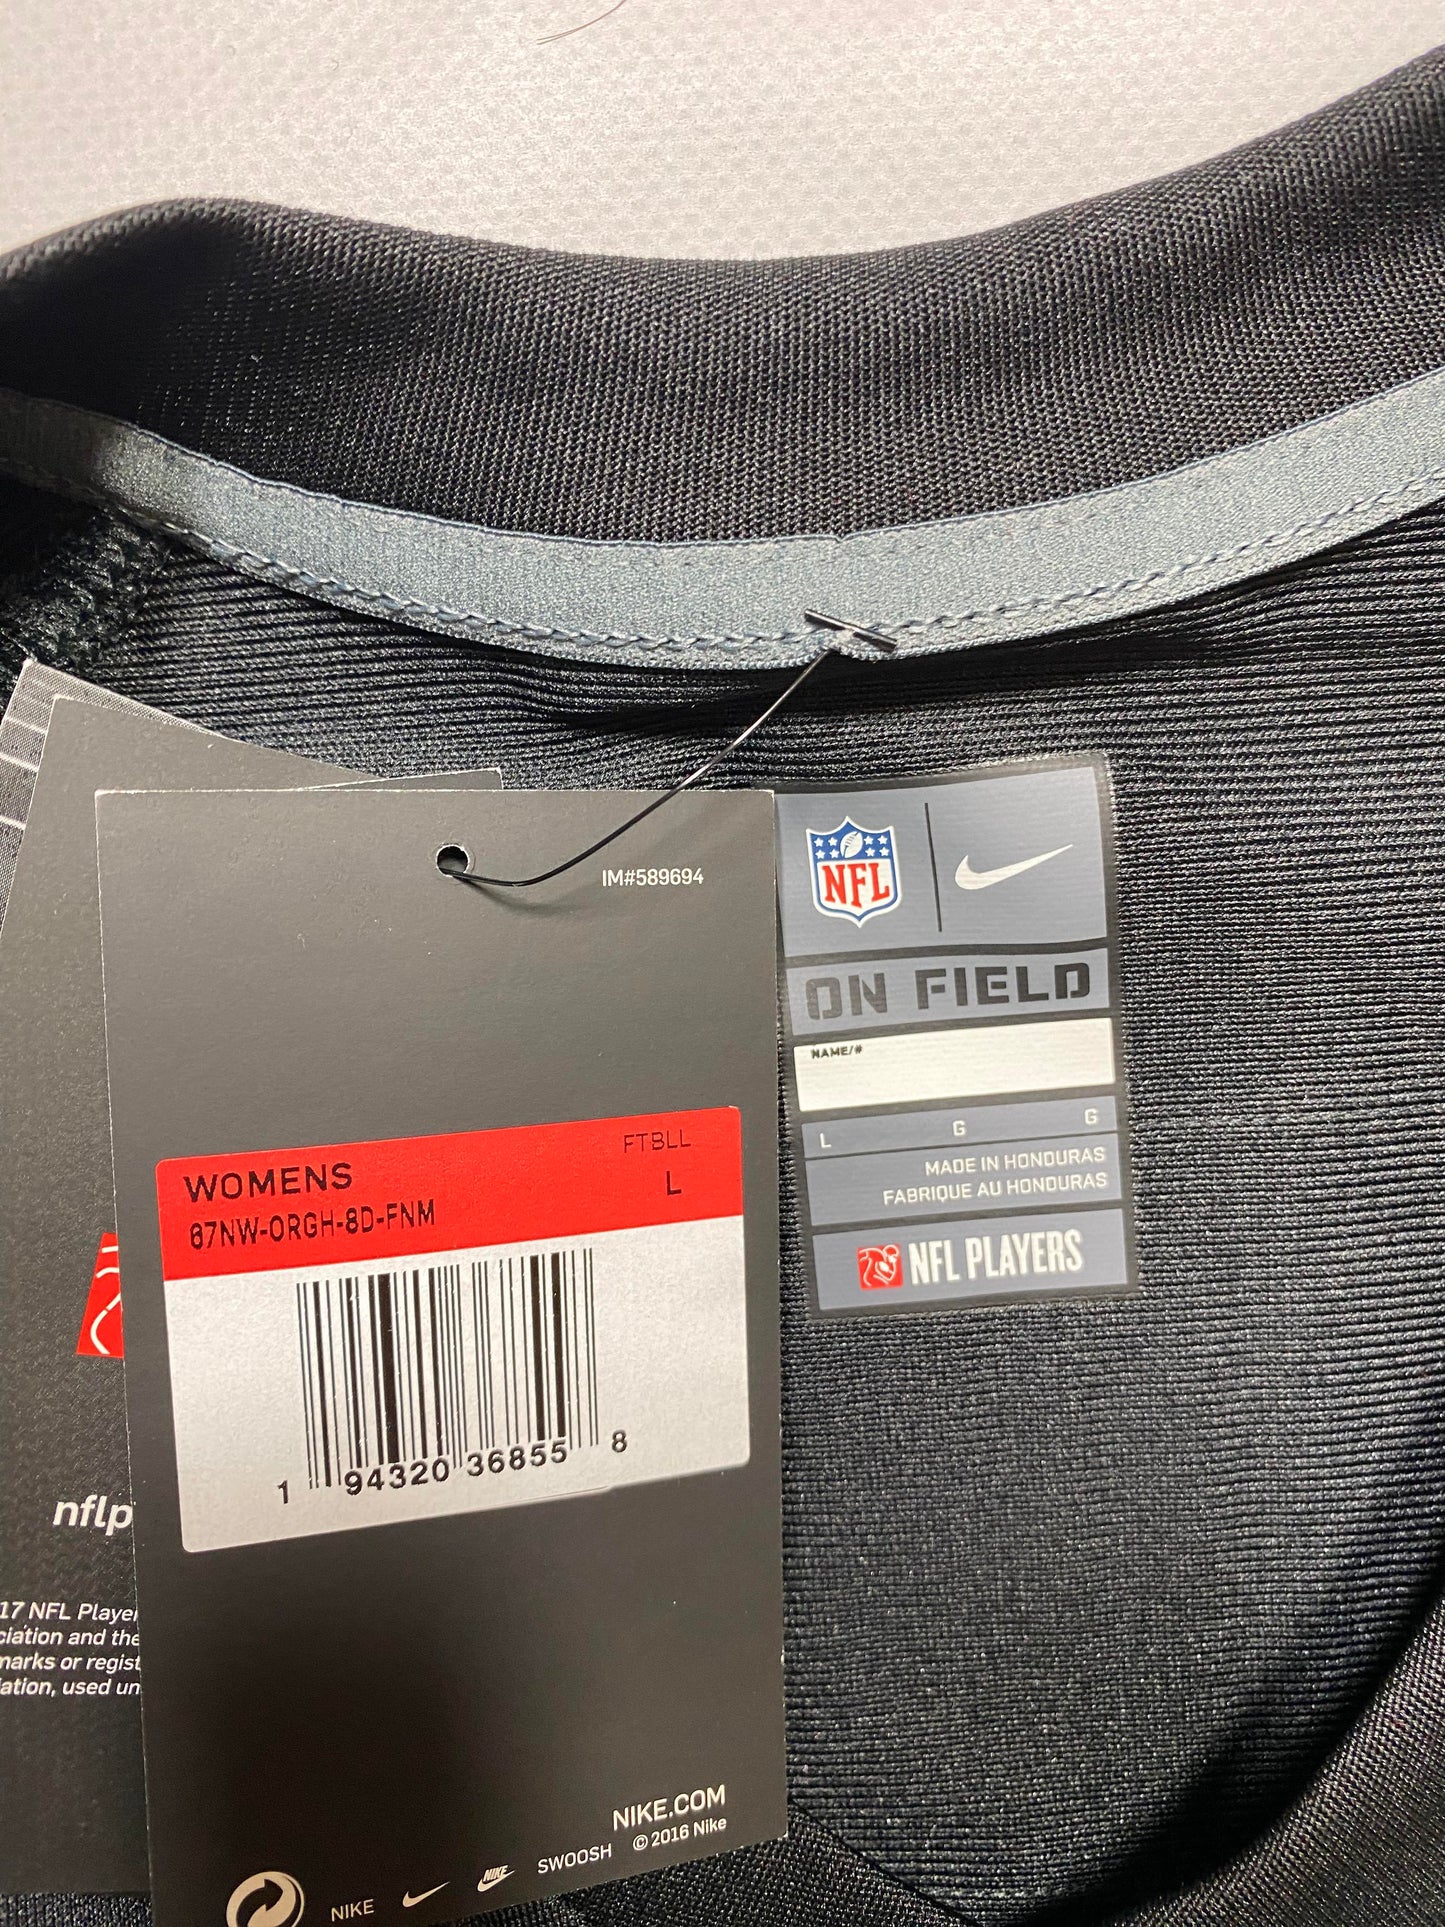 IM#589694
WOMENS
FTBLL
67NW-0RGH-8D-FNM
L
1 94320 36855 8
NIKE.COM
© 2016 Nike
NIKE
NIKE
SWOOSH
NFL
ON FIELD
NAME/#
L G G
MADE IN HONDURAS
FABRIQUE AU HONDURAS
NFL PLAYERS
nflp
17 NFL Player
ciation and the
marks or regist
iation, used un